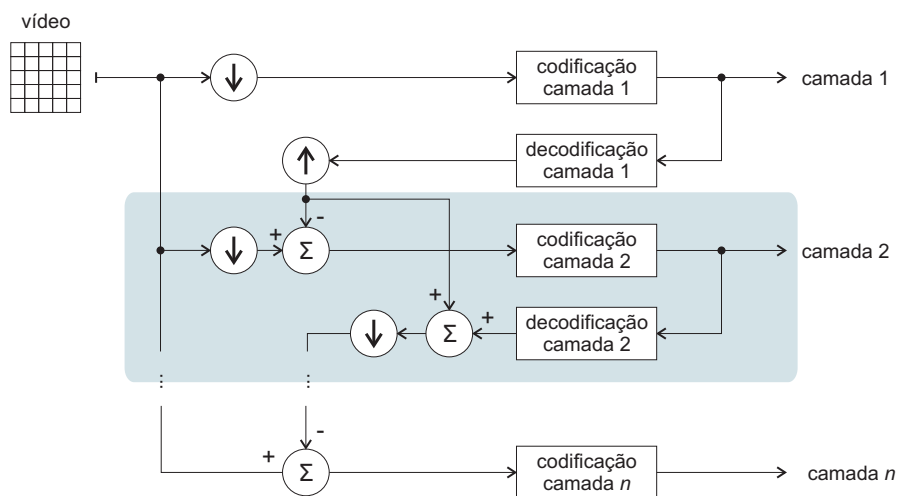 vídeo
codificação
camada 1
camada 1
decodificação
camada 1
-
+
Σ
codificação
camada 2
camada 2
+
+
Σ
decodificação
camada 2
...
...
-
+
Σ
codificação
camada n
camada n